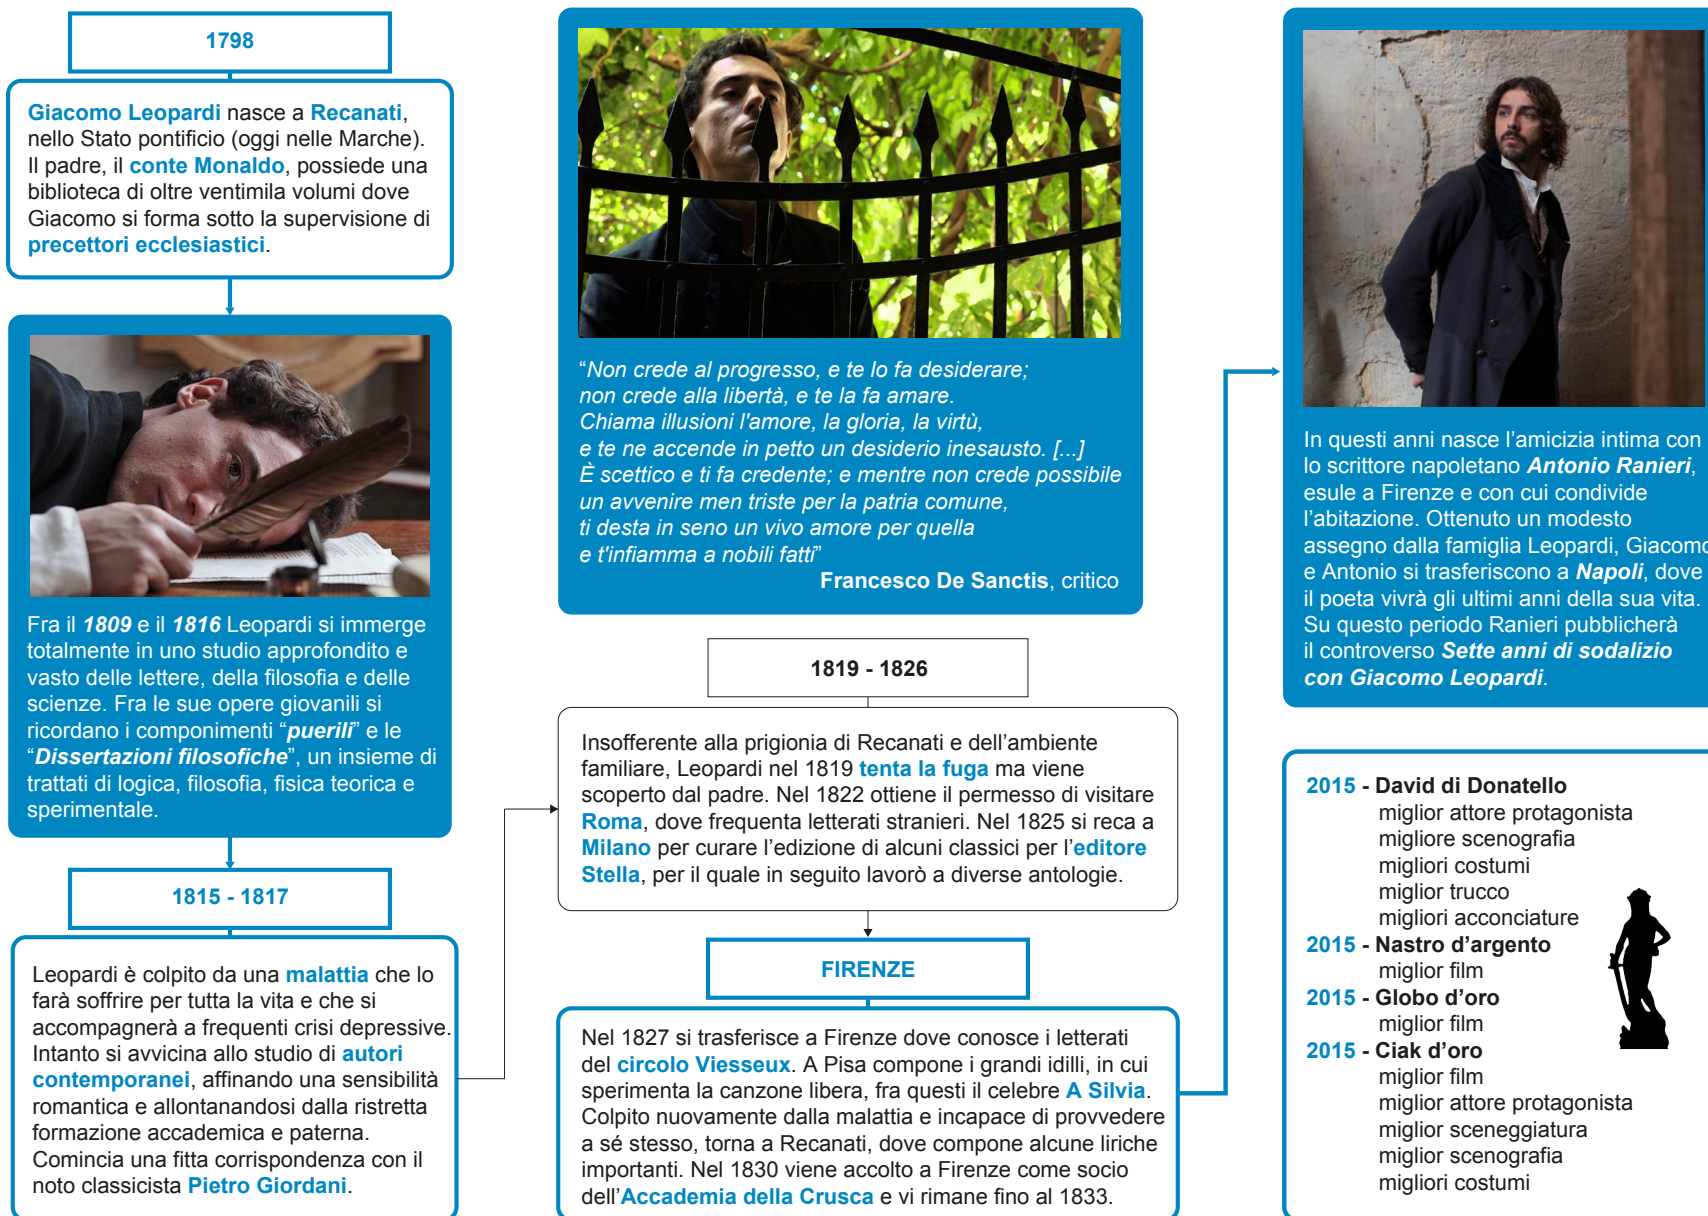 1798
Giacomo Leopardi nasce a Recanati,
nello Stato pontificio (oggi nelle Marche).
Il padre, il conte Monaldo, possiede una
biblioteca di oltre ventimila volumi dove
Giacomo si forma sotto la supervisione di
precettori ecclesiastici.
Fra il 1809 e il 1816 Leopardi si immerge
totalmente in uno studio approfondito e
vasto delle lettere, della filosofia e delle
scienze. Fra le sue opere giovanili si
ricordano i componimenti “puerili” e le
“Dissertazioni filosofiche”, un insieme di
trattati di logica, filosofia, fisica teorica e
sperimentale.
1815 - 1817
Leopardi è colpito da una malattia che lo
farà soffrire per tutta la vita e che si
accompagnerà a frequenti crisi depressive.
Intanto si avvicina allo studio di autori
contemporanei, affinando una sensibilità
romantica e allontanandosi dalla ristretta
formazione accademica e paterna.
Comincia una fitta corrispondenza con il
noto classicista Pietro Giordani.
“Non crede al progresso, e te lo fa desiderare;
non crede alla libertà, e te la fa amare.
Chiama illusioni l'amore, la gloria, la virtù,
e te ne accende in petto un desiderio inesausto. [...]
È scettico e ti fa credente; e mentre non crede possibile
un avvenire men triste per la patria comune,
ti desta in seno un vivo amore per quella
e t'infiamma a nobili fatti”
Francesco De Sanctis, critico
1819 - 1826
Insofferente alla prigionia di Recanati e dell’ambiente
familiare, Leopardi nel 1819 tenta la fuga ma viene
scoperto dal padre. Nel 1822 ottiene il permesso di visitare
Roma, dove frequenta letterati stranieri. Nel 1825 si reca a
Milano per curare l’edizione di alcuni classici per l’editore
Stella, per il quale in seguito lavorò a diverse antologie.
FIRENZE
Nel 1827 si trasferisce a Firenze dove conosce i letterati
del circolo Viesseux. A Pisa compone i grandi idilli, in cui
sperimenta la canzone libera, fra questi il celebre A Silvia.
Colpito nuovamente dalla malattia e incapace di provvedere
a sé stesso, torna a Recanati, dove compone alcune liriche
importanti. Nel 1830 viene accolto a Firenze come socio
dell’Accademia della Crusca e vi rimane fino al 1833.
In questi anni nasce l’amicizia intima con
lo scrittore napoletano Antonio Ranieri,
esule a Firenze e con cui condivide
l’abitazione. Ottenuto un modesto
assegno dalla famiglia Leopardi, Giacomo
e Antonio si trasferiscono a Napoli, dove
il poeta vivrà gli ultimi anni della sua vita.
Su questo periodo Ranieri pubblicherà
il controverso Sette anni di sodalizio
con Giacomo Leopardi.
2015 - David di Donatello
miglior attore protagonista
migliore scenografia
migliori costumi
miglior trucco
migliori acconciature
2015 - Nastro d’argento
miglior film
2015 - Globo d’oro
miglior film
2015 - Ciak d’oro
miglior film
miglior attore protagonista
miglior sceneggiatura
miglior scenografia
migliori costumi